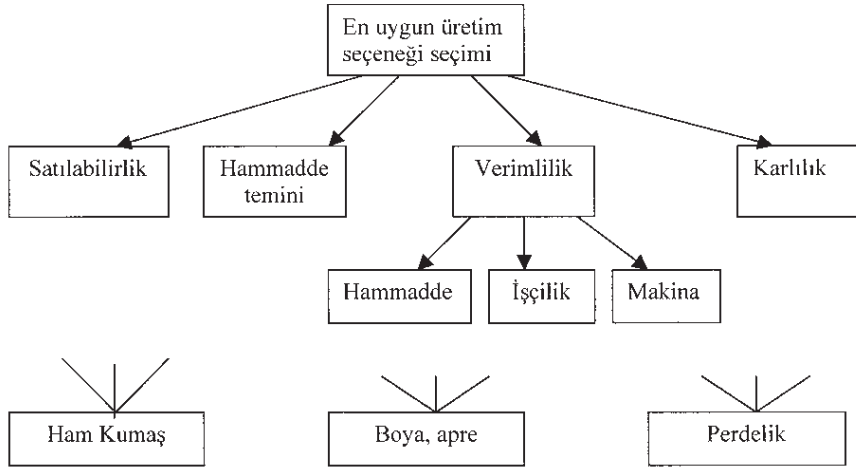 En uygun üretim
seçeneği seçimi
Satılabilirlik
Hammadde
temini
Verimlilik
Karlılık
Hammadde
İşçilik
Makina
Ham Kumaş
Boya, apre
Perdelik